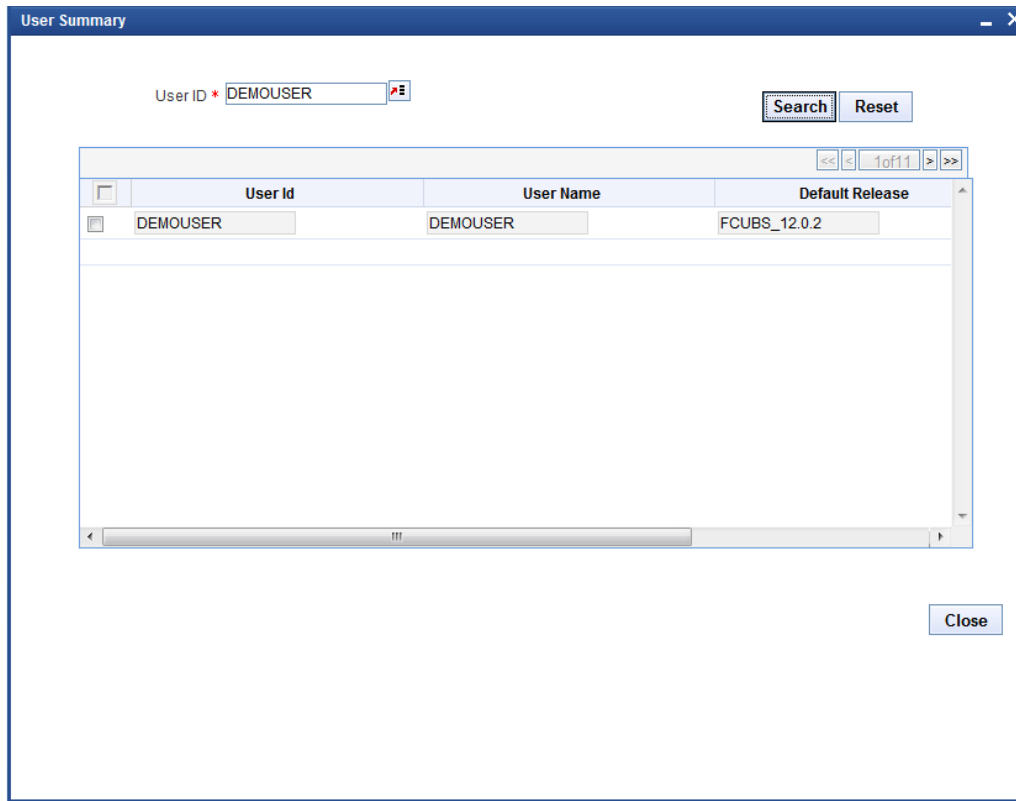 User Summary
User ID * DEMOUSER
Search Reset
<< < 1of11 > >>
User Id User Name Default Release
DEMOUSER DEMOUSER FCUBS_12.0.2
Close